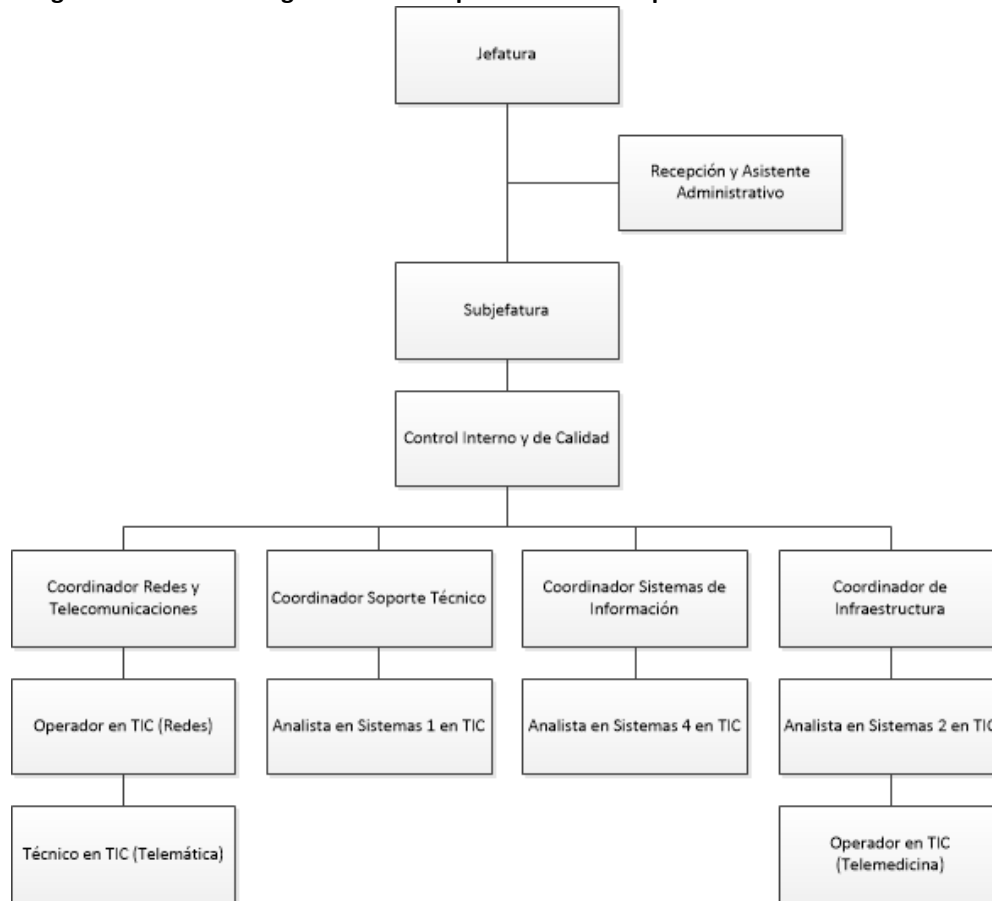 Jefatura
Recepción y Asistente
Administrativo
Subjefatura
Control Interno y de Calidad
Coordinador Redes y
Telecomunicaciones
Coordinador Soporte Técnico
Coordinador Sistemas de
Información
Coordinador de
Infraestructura
Operador en TIC (Redes)
Analista en Sistemas 1 en TIC
Analista en Sistemas 4 en TIC
Analista en Sistemas 2 en TIC
Técnico en TIC (Telemática)
Operador en TIC
(Telemedicina)